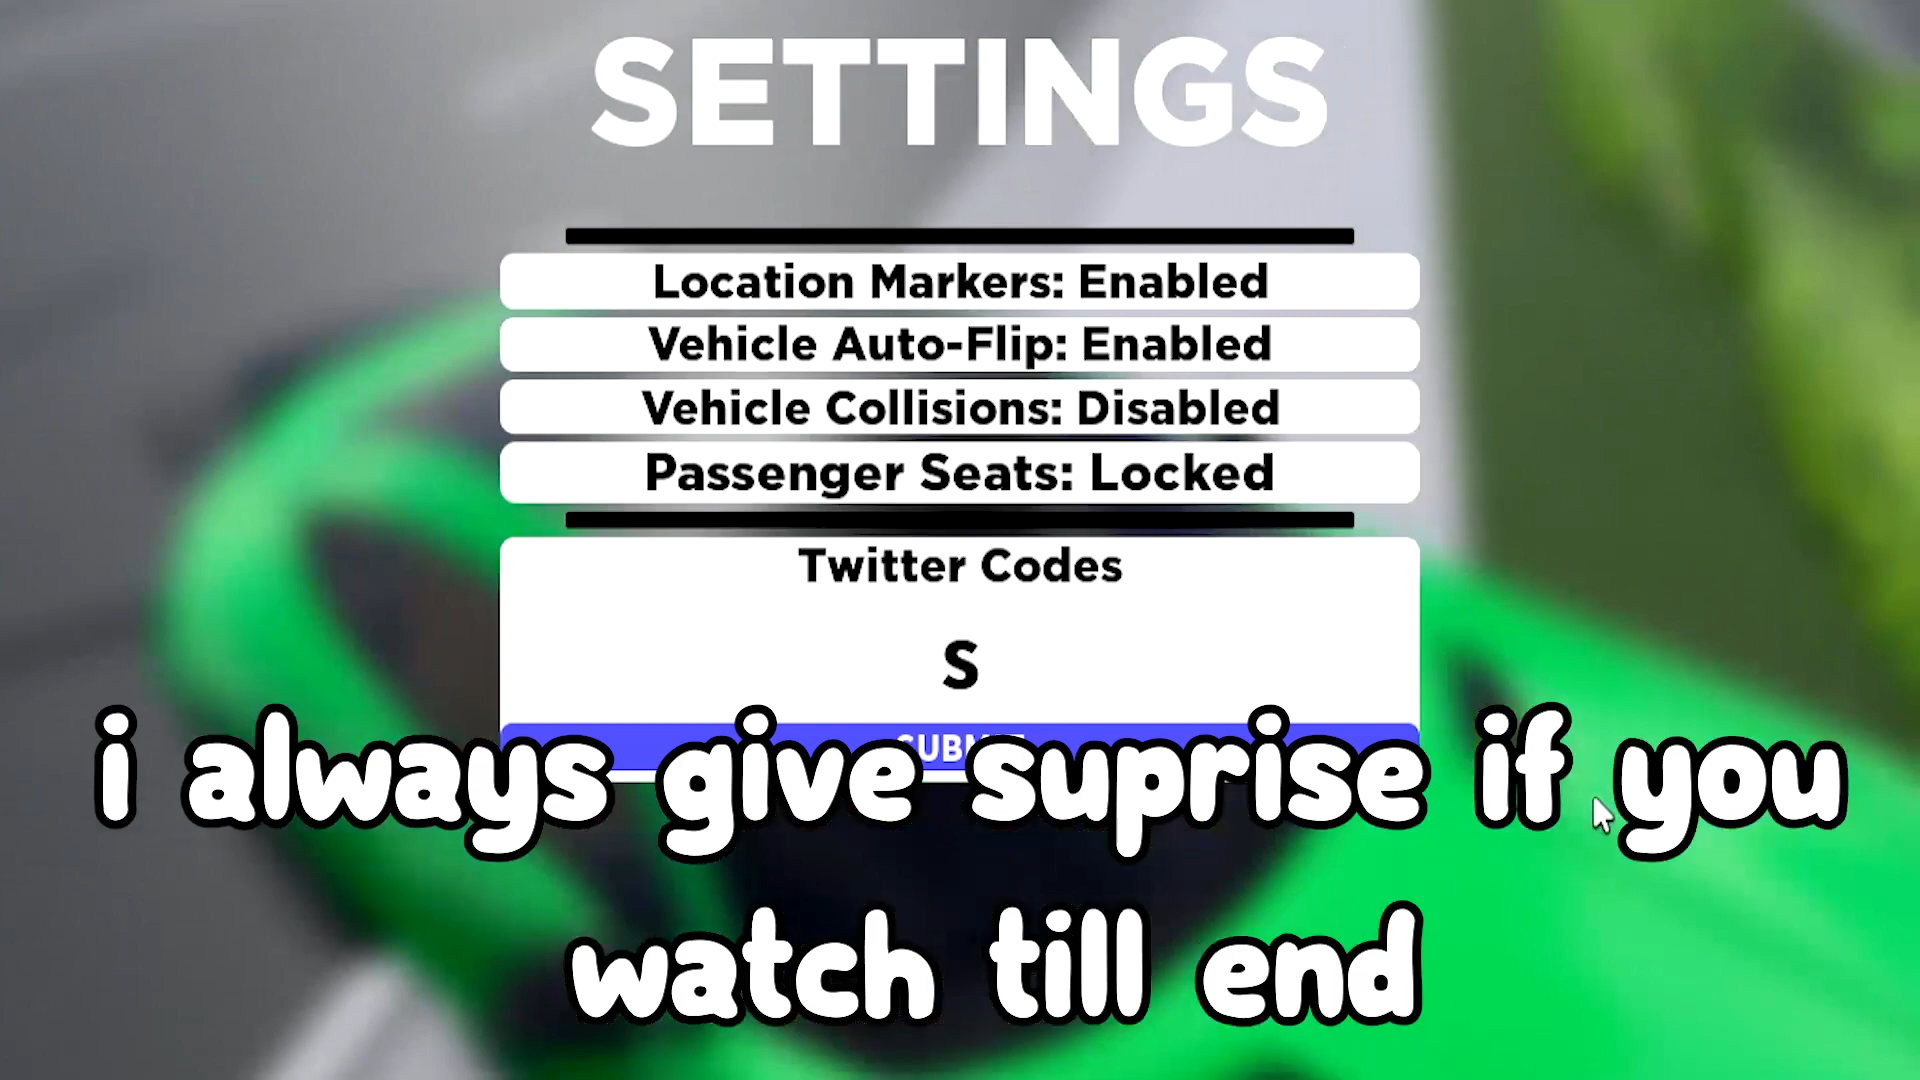 SETTINGS
Location Markers: Enabled
Vehicle Auto-Flip: Enabled
Vehicle Collisions: Disabled
Passenger Seats: Locked
Twitter Codes
S
SUBMIT
i always give suprise if you
watch till end